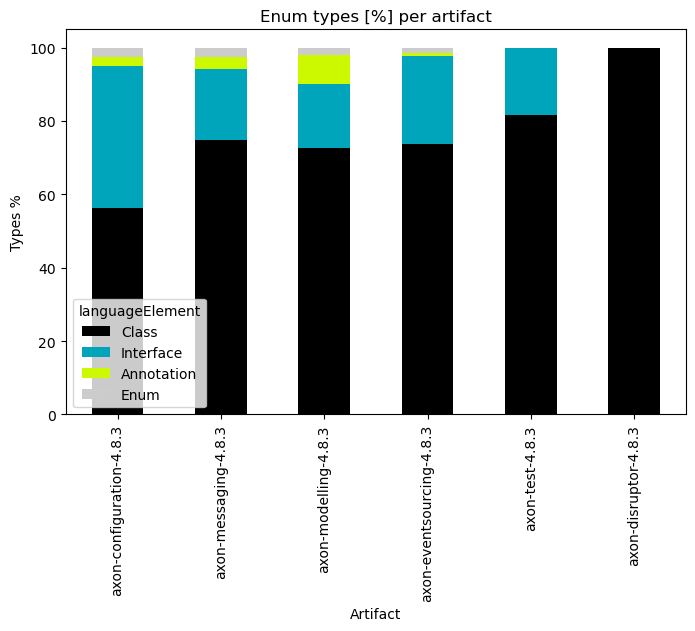 Enum types [%] per artifact
100
80
60
40
20
0
Types %
languageElement
Class
Interface
Annotation
Enum
axon-configuration-4.8.3
axon-messaging-4.8.3
axon-modelling-4.8.3
axon-eventsourcing-4.8.3
axon-test-4.8.3
axon-disruptor-4.8.3
Artifact